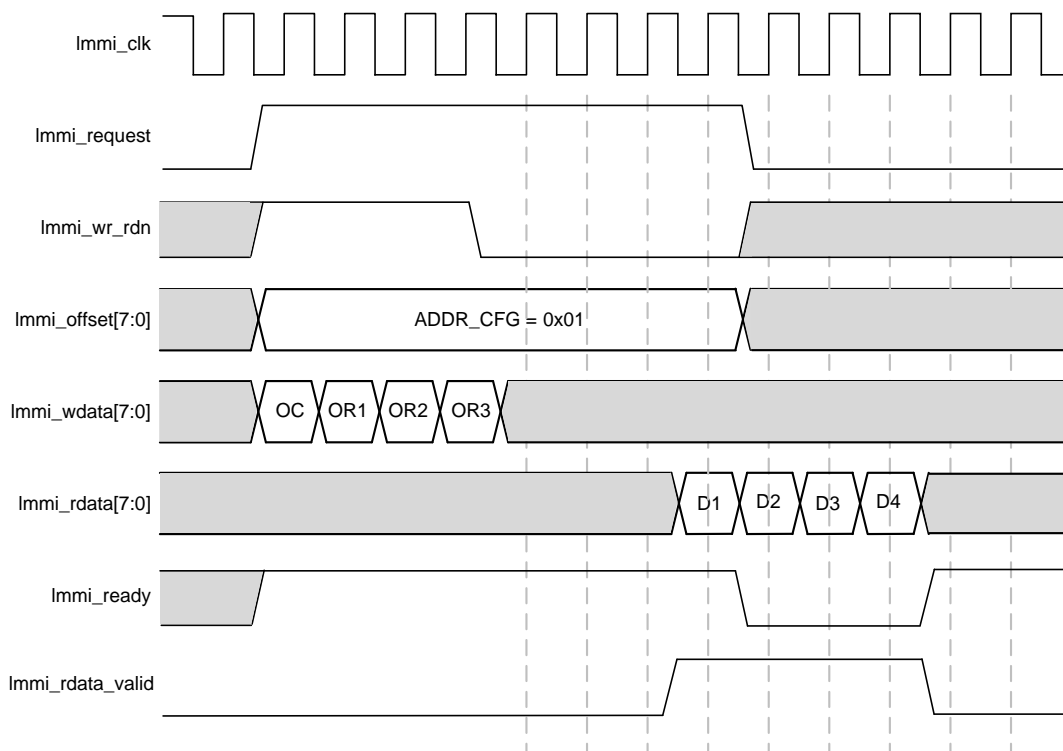 lmmi_clk
lmmi_request
lmmi_wr_rdn
lmmi_offset[7:0]
ADDR_CFG = 0x01
lmmi_wdata[7:0]
OC OR1 OR2 OR3
lmmi_rdata[7:0]
D1 D2 D3 D4
lmmi_ready
lmmi_rdata_valid